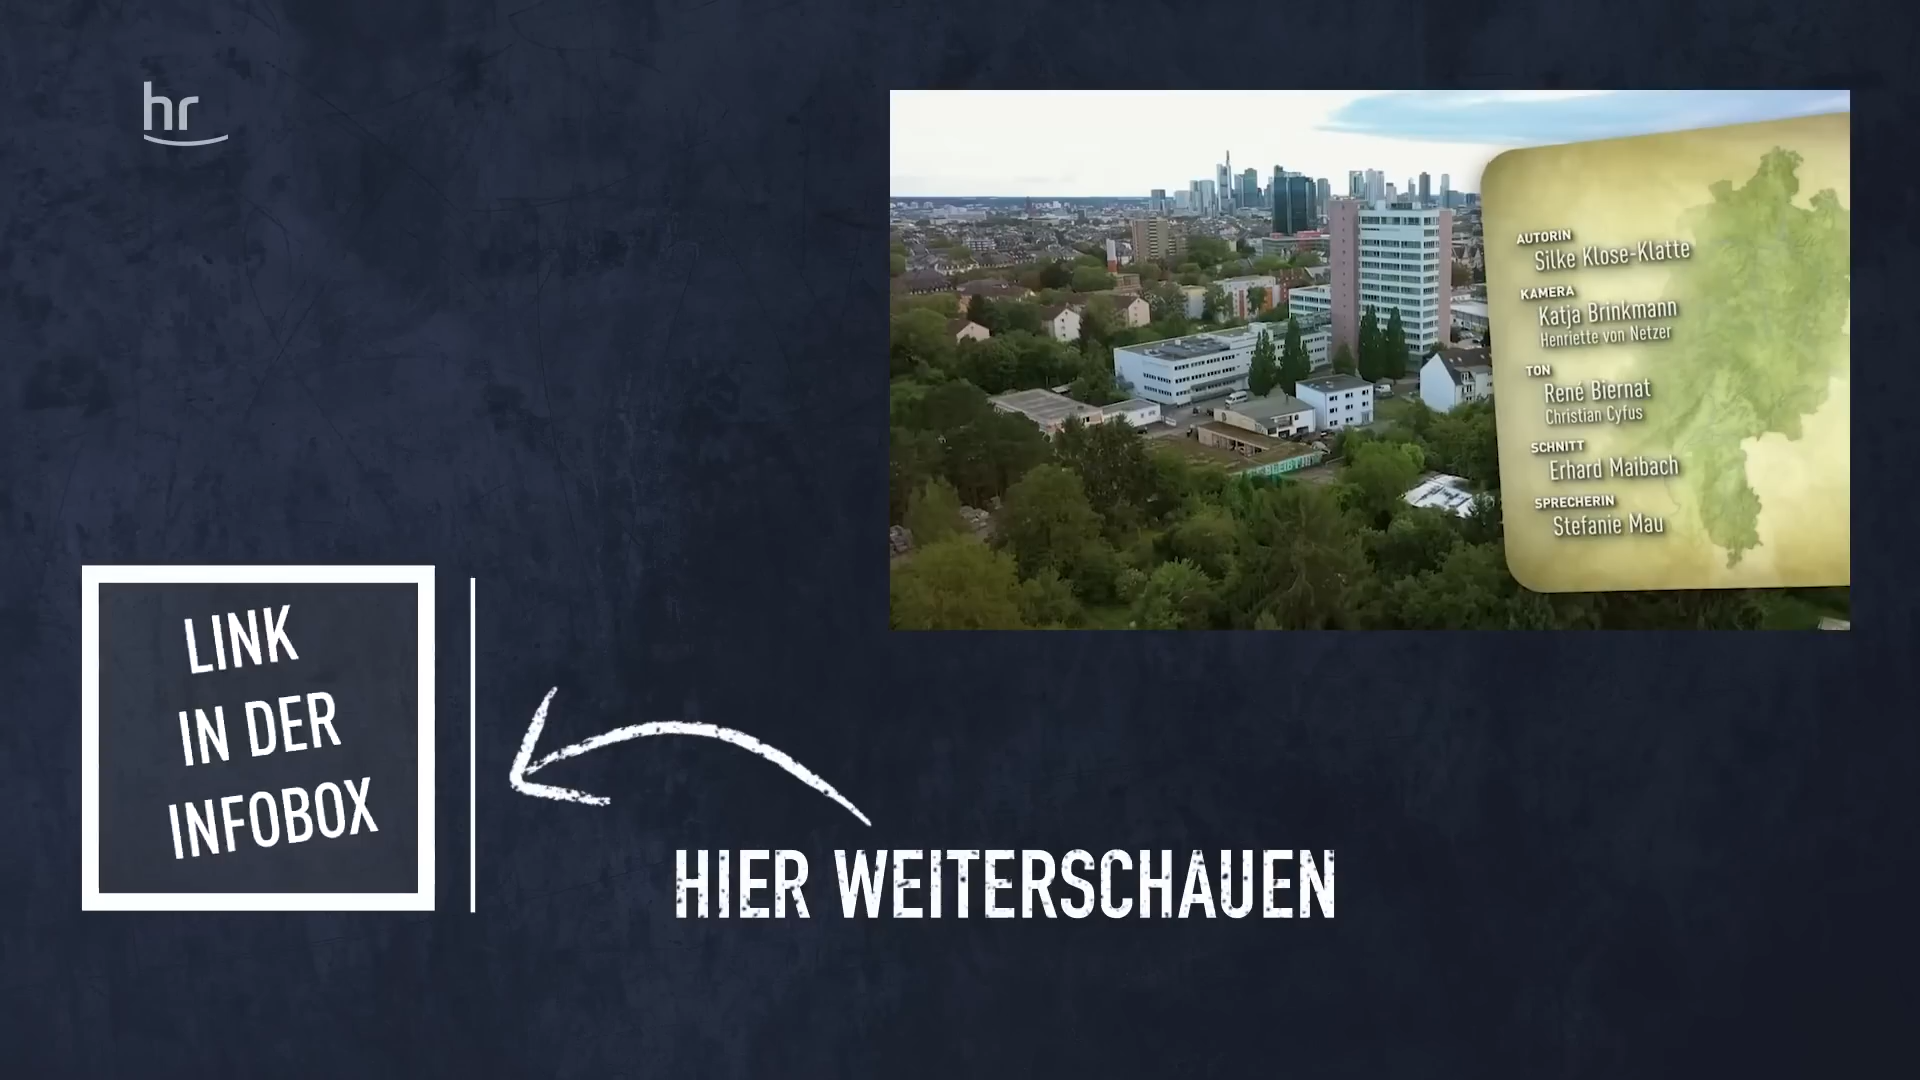 hr
AUTORIN
Silke Klose-Klatte
KAMERA
Katja Brinkmann
Henriette von Netzer
TON
René Biernat
Christian Cyfus
SCHNITT
Erhard Maibach
SPRECHERIN
Stefanie Mau
LINK
IN DER
INFOBOX
HIER WEITERSCHAUEN